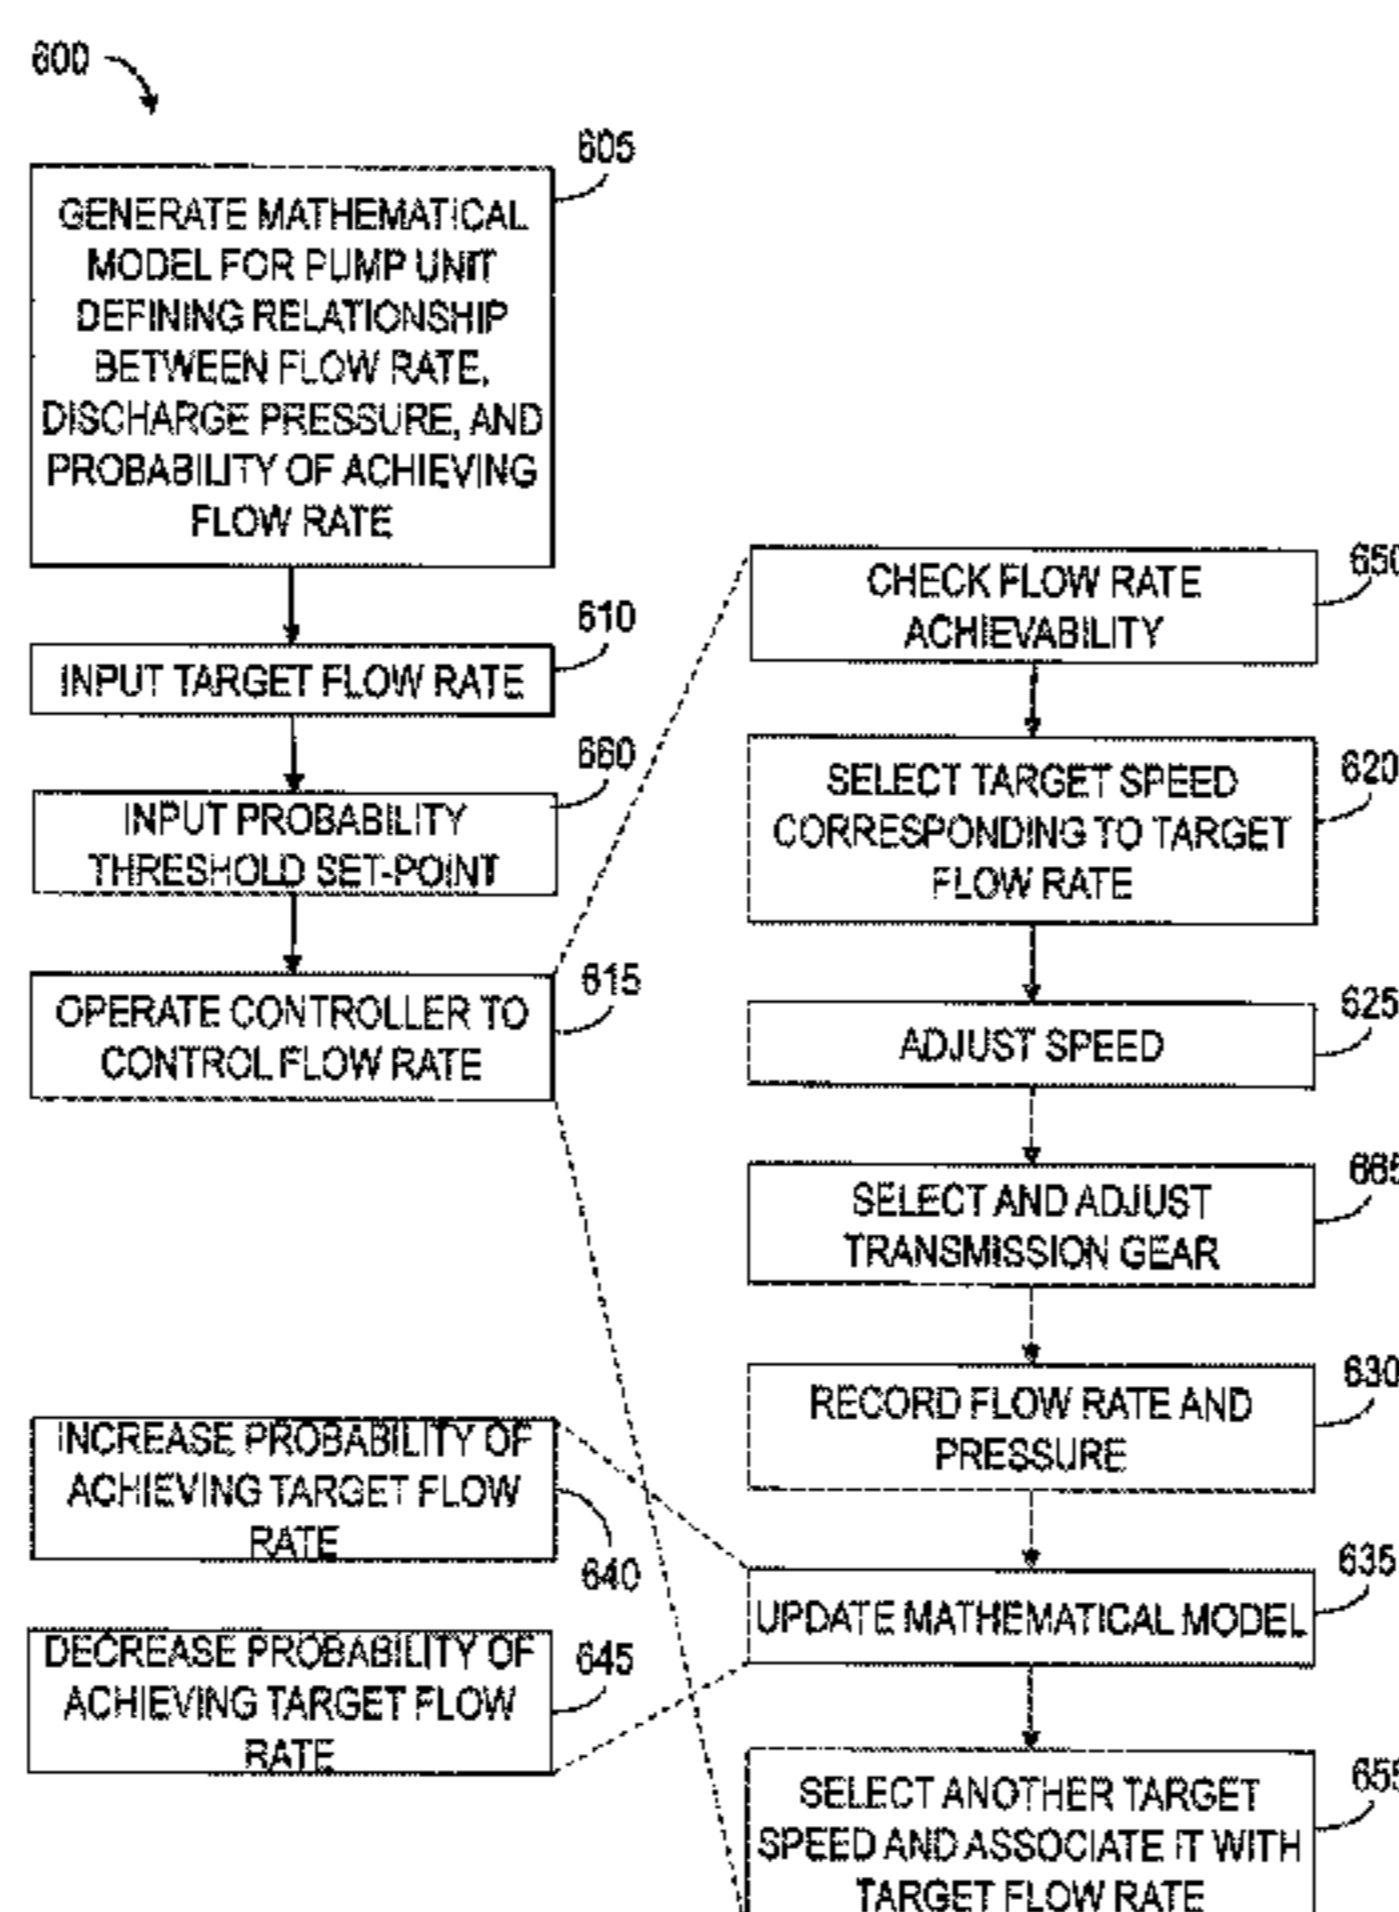 600
605
GENERATE MATHEMATICAL
MODEL FOR PUMP UNIT
DEFINING RELATIONSHIP
BETWEEN FLOW RATE,
DISCHARGE PRESSURE, AND
PROBABILITY OF ACHIEVING
FLOW RATE
610
INPUT TARGET FLOW RATE
660
INPUT PROBABILITY
THRESHOLD SET-POINT
615
OPERATE CONTROLLER TO
CONTROL FLOW RATE
650
CHECK FLOW RATE
ACHIEVABILITY
620
SELECT TARGET SPEED
CORRESPONDING TO TARGET
FLOW RATE
625
ADJUST SPEED
665
SELECT AND ADJUST
TRANSMISSION GEAR
630
RECORD FLOW RATE AND
PRESSURE
635
UPDATE MATHEMATICAL MODEL
INCREASE PROBABILITY OF
ACHIEVING TARGET FLOW
RATE
640
DECREASE PROBABILITY OF
ACHIEVING TARGET FLOW
RATE
645
655
SELECT ANOTHER TARGET
SPEED AND ASSOCIATE IT WITH
TARGET FLOW RATE